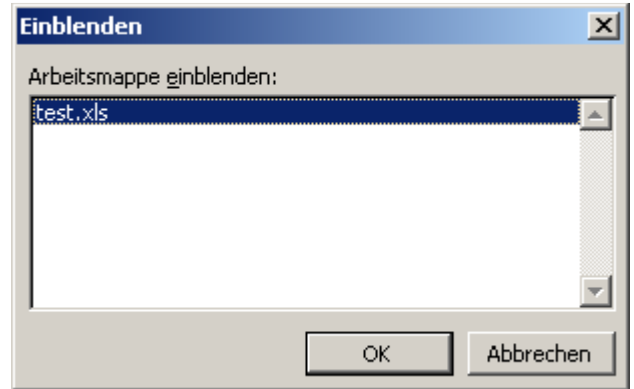 Einblenden
Arbeitsmappe einblenden:
test.xls
OK
Abbrechen